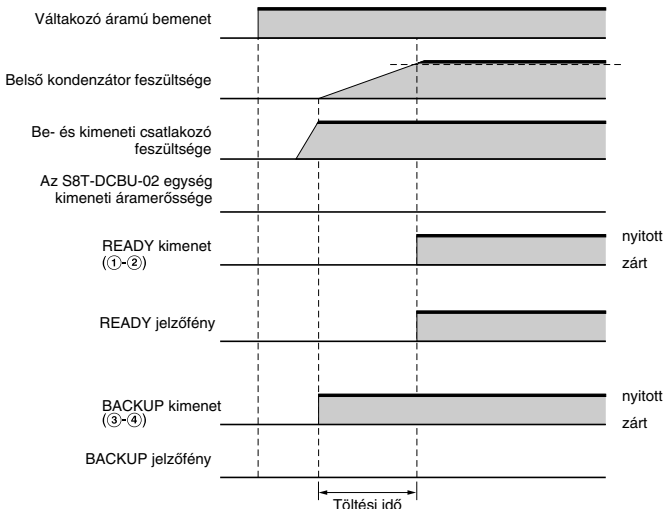 Váltakozó áramú bemenet
Belső kondenzátor feszültsége
Be- és kimeneti csatlakozó
feszültsége
Az S8T-DCBU-02 egység
kimeneti áramerőssége
READY kimenet
(①-②)
nyitott
zárt
READY jelzőfény
BACKUP kimenet
(③-④)
nyitott
zárt
BACKUP jelzőfény
Töltési idő